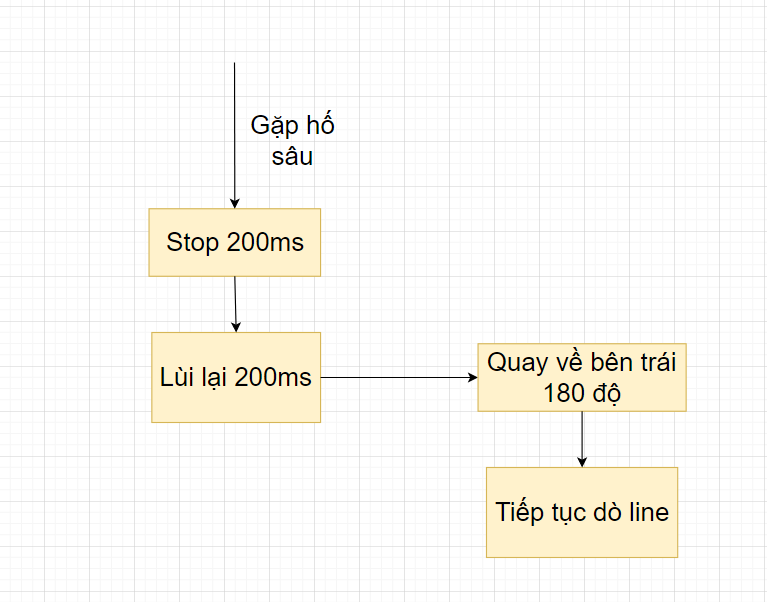 Gặp hố
sâu
Stop 200ms
Lùi lại 200ms
Quay về bên trái
180 độ
Tiếp tục dò line